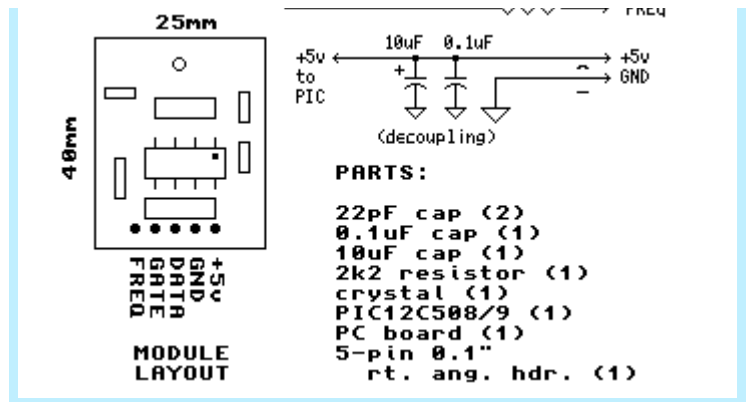 25mm
FREQ
10uF 0.1uF
+5v
to
PIC
+5v
GND
(decoupling)
40mm
PARTS:
22pF cap (2)
0.1uF cap (1)
10uF cap (1)
2k2 resistor (1)
crystal (1)
PIC12C508/9 (1)
PC board (1)
5-pin 0.1"
rt. ang. hdr. (1)
FREQ
GATE
DATA
GND
+5v
MODULE
LAYOUT